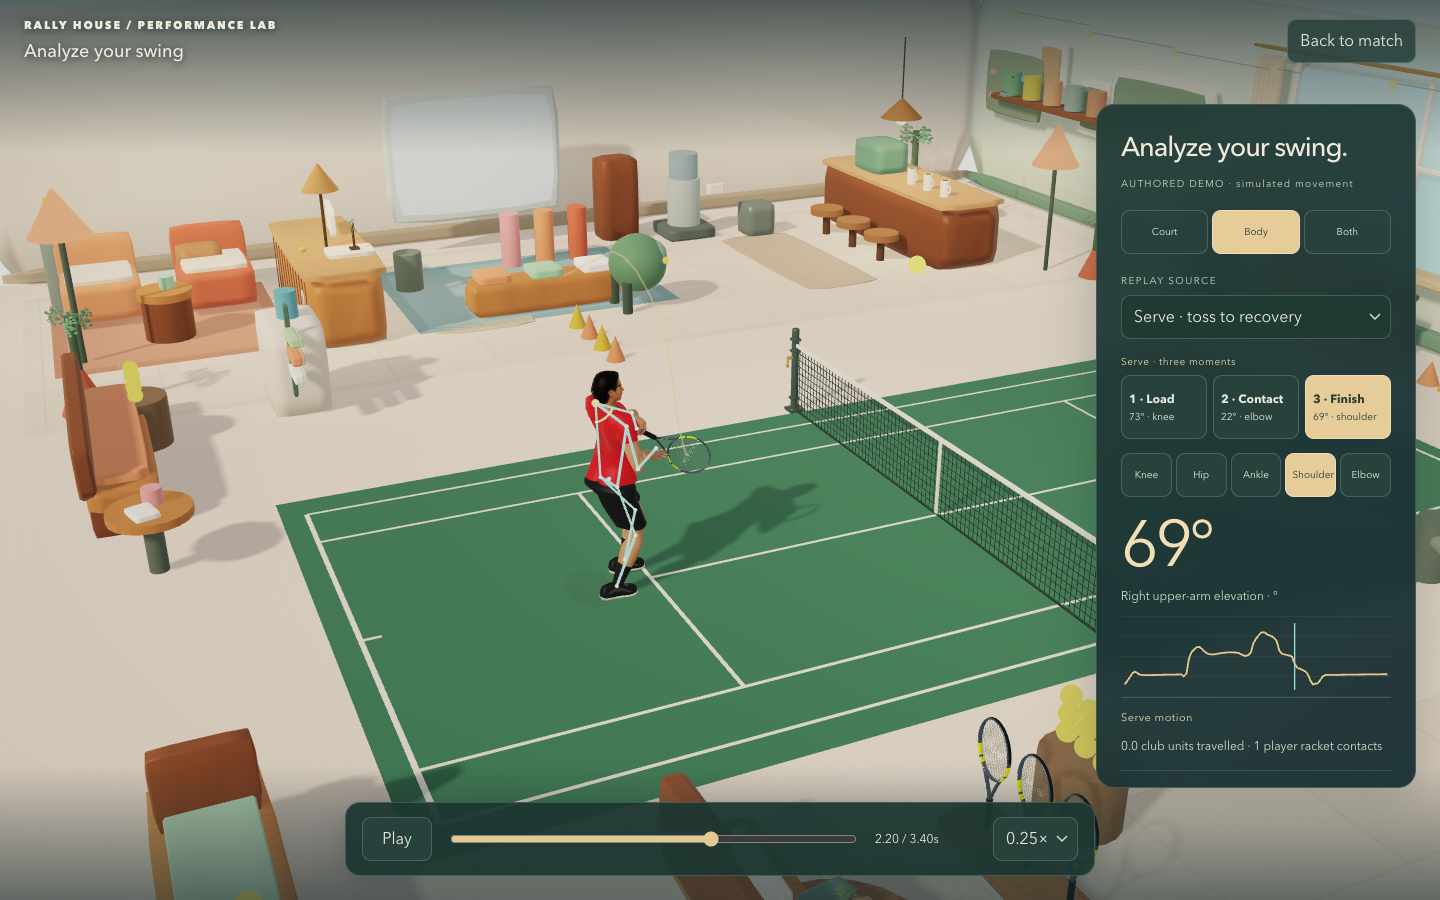 RALLY HOUSE / PERFORMANCE LAB
Analyze your swing
Back to match
Analyze your swing.
AUTHORED DEMO · simulated movement
Court
Body
Both
REPLAY SOURCE
Serve · toss to recovery
Serve · three moments
1 · Load
73° · knee
2 · Contact
22° · elbow
3 · Finish
69° · shoulder
Knee
Hip
Ankle
Shoulder
Elbow
69°
Right upper-arm elevation · °
Serve motion
0.0 club units travelled · 1 player racket contacts
Play
2.20 / 3.40s
0.25×